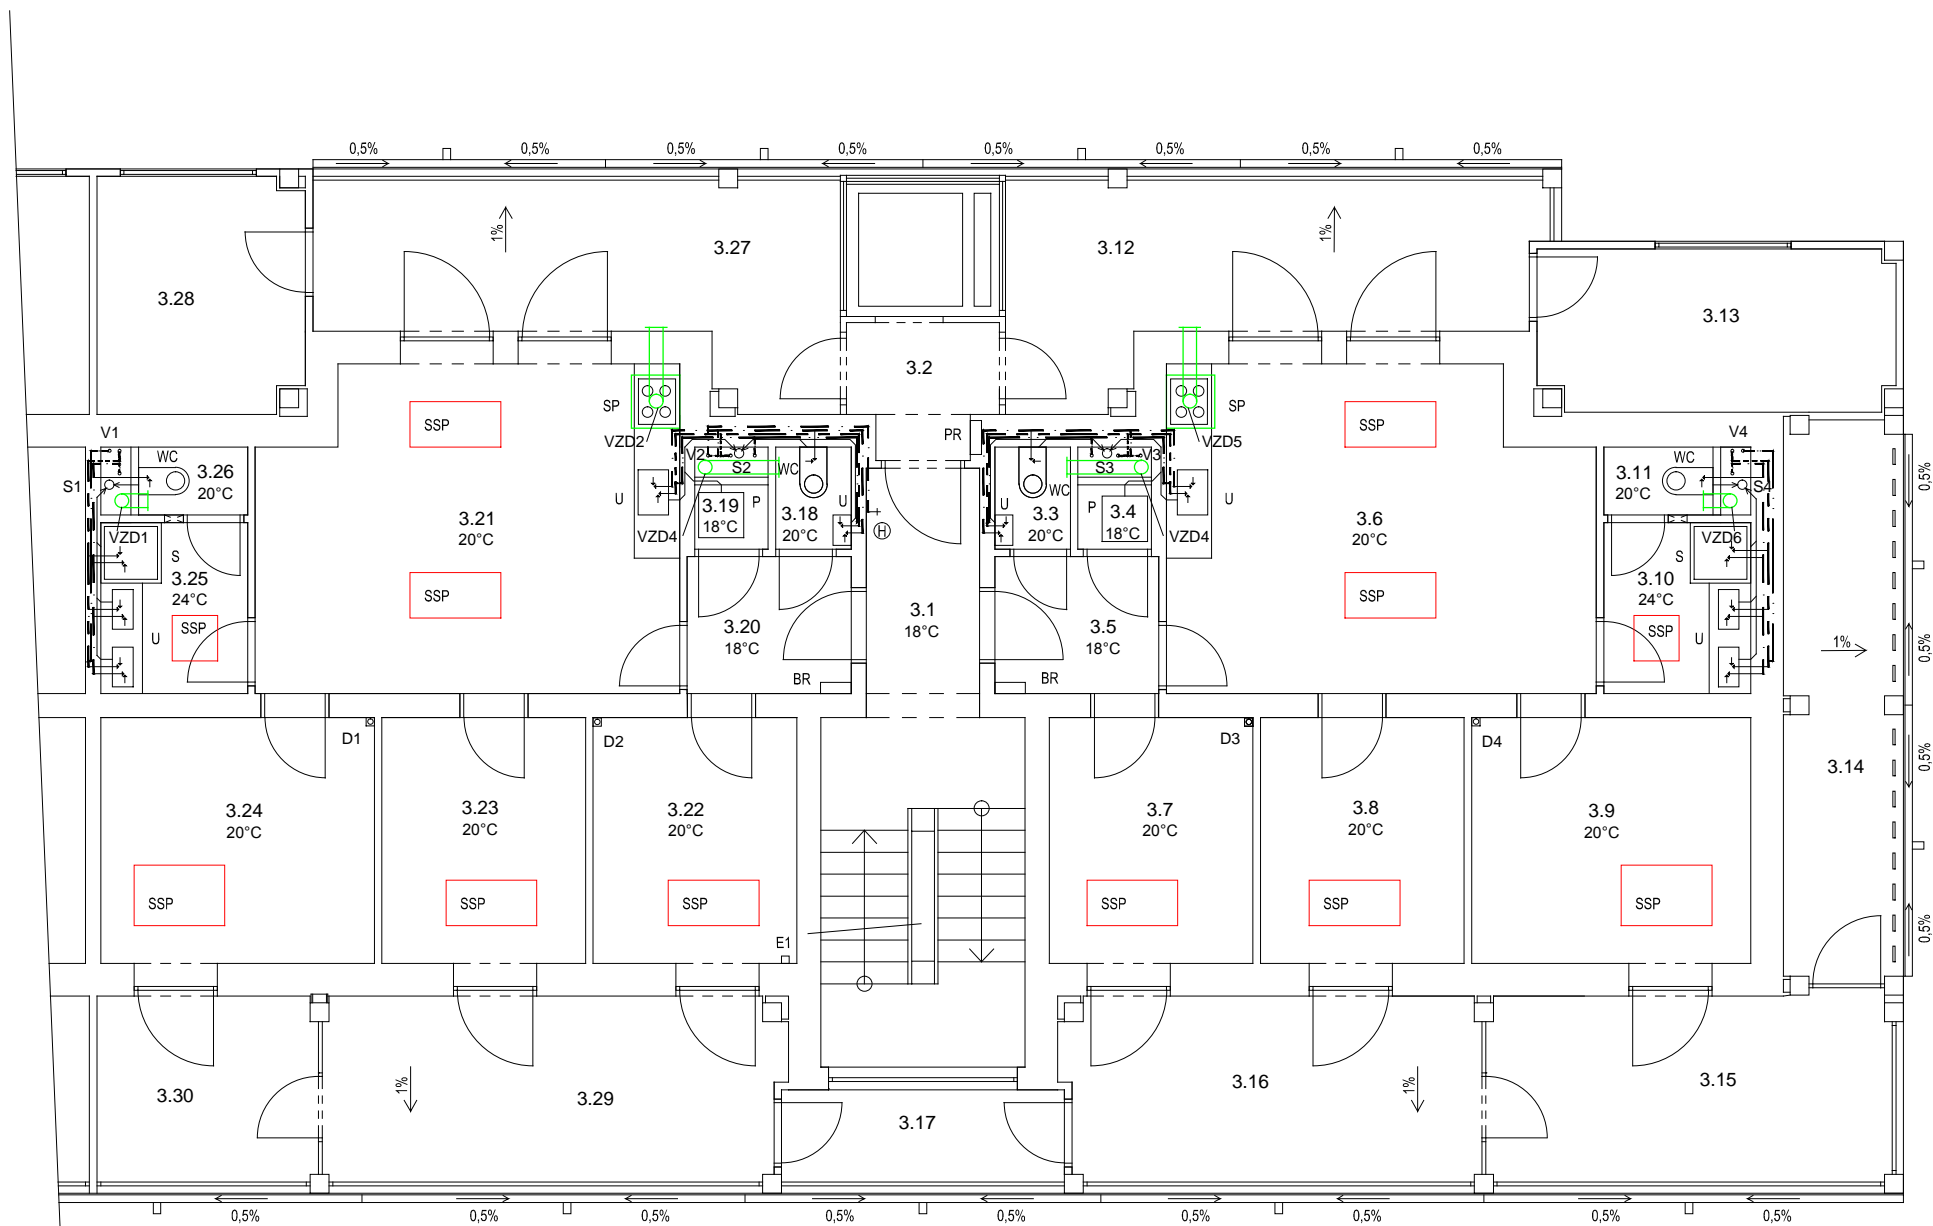 0,5% 0,5% 0,5% 0,5% 0,5% 0,5% 0,5%
1% 3.27 3.12 1%
3.28 3.13
3.2
SP SSP SSP SP
V1 VZD2 PR VZD5 V4
WC 3.26 20°C V2 S2 WC S3 V3 WC 3.11 20°C
S1 U 3.19 18°C P 3.18 20°C U H U 3.3 20°C WC P 3.4 18°C U S4
VZD1 3.21 20°C VZD4 VZD4 3.6 20°C VZD6
S 3.25 24°C S 3.10 24°C
SSP SSP
U SSP 3.20 18°C 3.1 18°C 3.5 18°C SSP U
BR BR
1% 0,5% 0,5% 0,5% 0,5%
D1 D2 D3 D4
3.14
3.24 20°C 3.23 20°C 3.22 20°C 3.7 20°C 3.8 20°C 3.9 20°C
SSP SSP SSP SSP SSP SSP
E1
3.30 1% 3.29 3.17 3.16 1% 3.15
0,5% 0,5% 0,5% 0,5% 0,5% 0,5% 0,5% 0,5% 0,5%